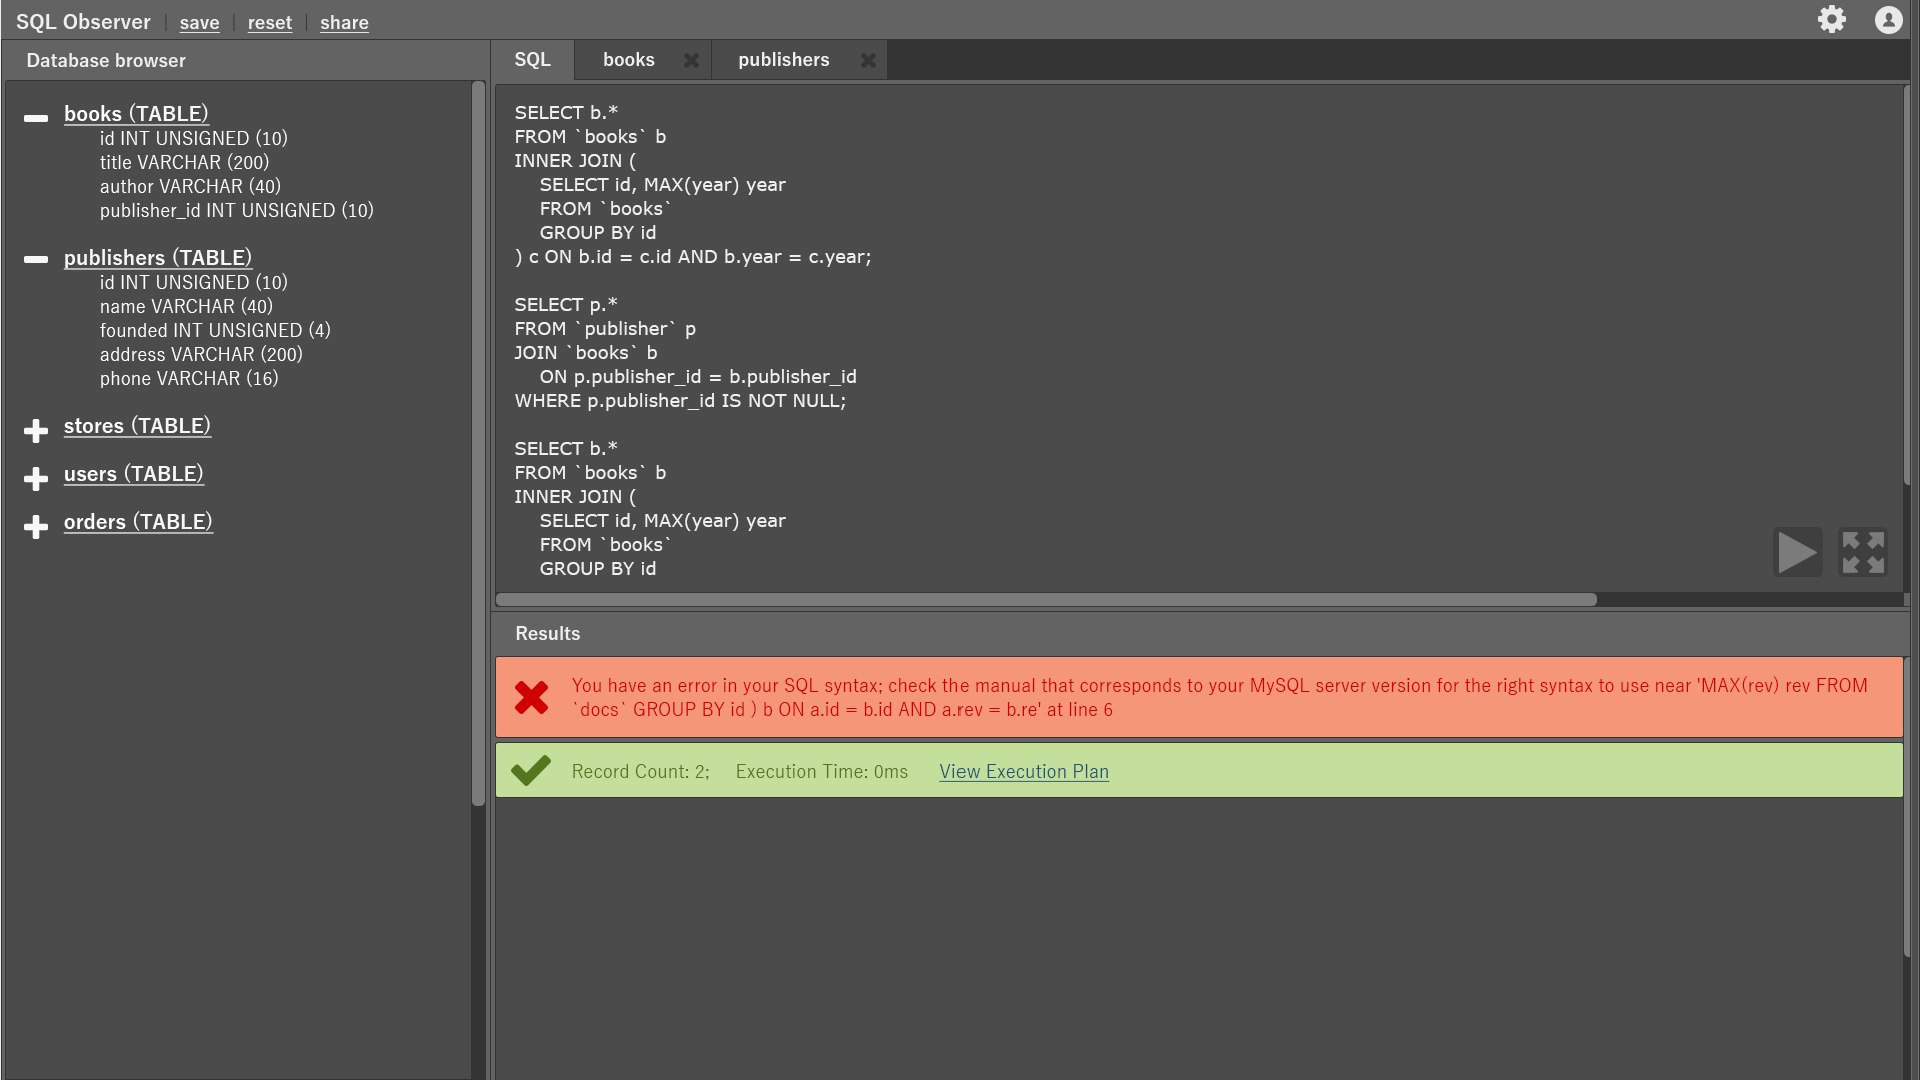 SQL Observer save reset share
Database browser
books (TABLE)
id INT UNSIGNED (10)
title VARCHAR (200)
author VARCHAR (40)
publisher_id INT UNSIGNED (10)
publishers (TABLE)
id INT UNSIGNED (10)
name VARCHAR (40)
founded INT UNSIGNED (4)
address VARCHAR (200)
phone VARCHAR (16)
stores (TABLE)
users (TABLE)
orders (TABLE)
SQL books publishers
SELECT b.*
FROM `books` b
INNER JOIN (
SELECT id, MAX(year) year
FROM `books`
GROUP BY id
) c ON b.id = c.id AND b.year = c.year;
SELECT p.*
FROM `publisher` p
JOIN `books` b
ON p.publisher_id = b.publisher_id
WHERE p.publisher_id IS NOT NULL;
SELECT b.*
FROM `books` b
INNER JOIN (
SELECT id, MAX(year) year
FROM `books`
GROUP BY id
Results
You have an error in your SQL syntax; check the manual that corresponds to your MySQL server version for the right syntax to use near 'MAX(rev) rev FROM
`docs` GROUP BY id ) b ON a.id = b.id AND a.rev = b.re' at line 6
Record Count: 2; Execution Time: 0ms View Execution Plan